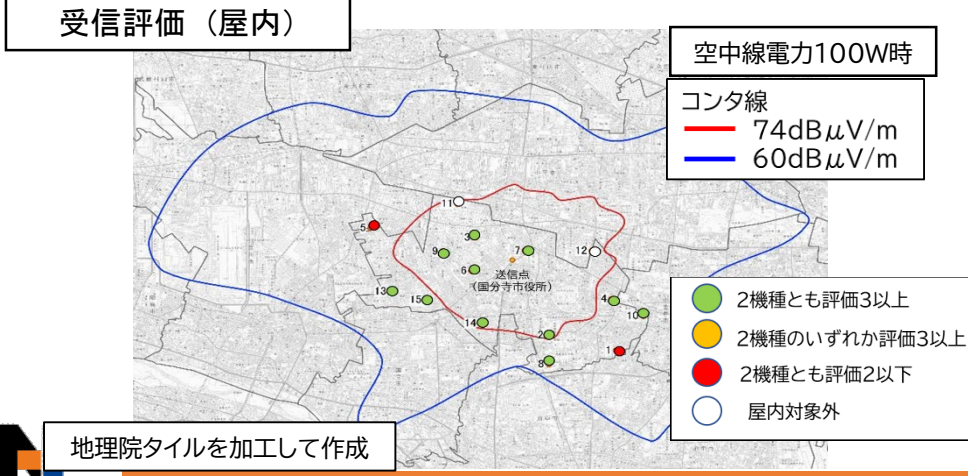 受信評価（屋内）
空中線電力100W時
コンタ線
74dBμV/m
60dBμV/m
11
5
3
9
7
12
6
送信点
（国分寺市役所）
13
15
4
10
14
2
1
8
2機種とも評価3以上
2機種のいずれか評価3以上
2機種とも評価2以下
屋内対象外
地理院タイルを加工して作成